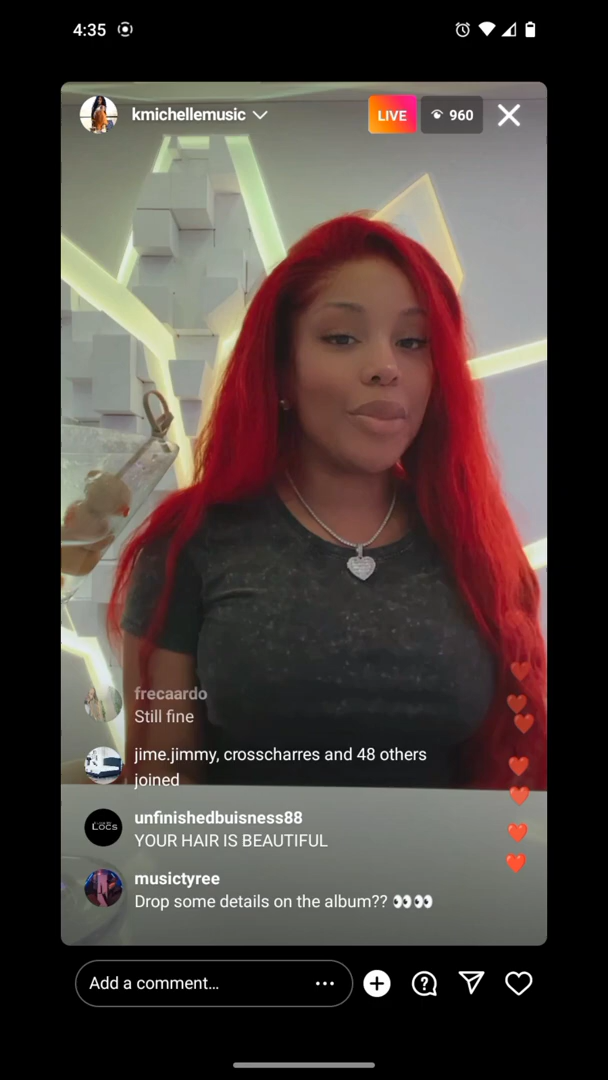 4:35
kmichellemusic
LIVE
960
frecaardo
Still fine
jime.jimmy, crosscharres and 48 others
joined
LOCS
unfinishedbuisness88
YOUR HAIR IS BEAUTIFUL
musictyree
Drop some details on the album?? 👀👀
Add a comment...